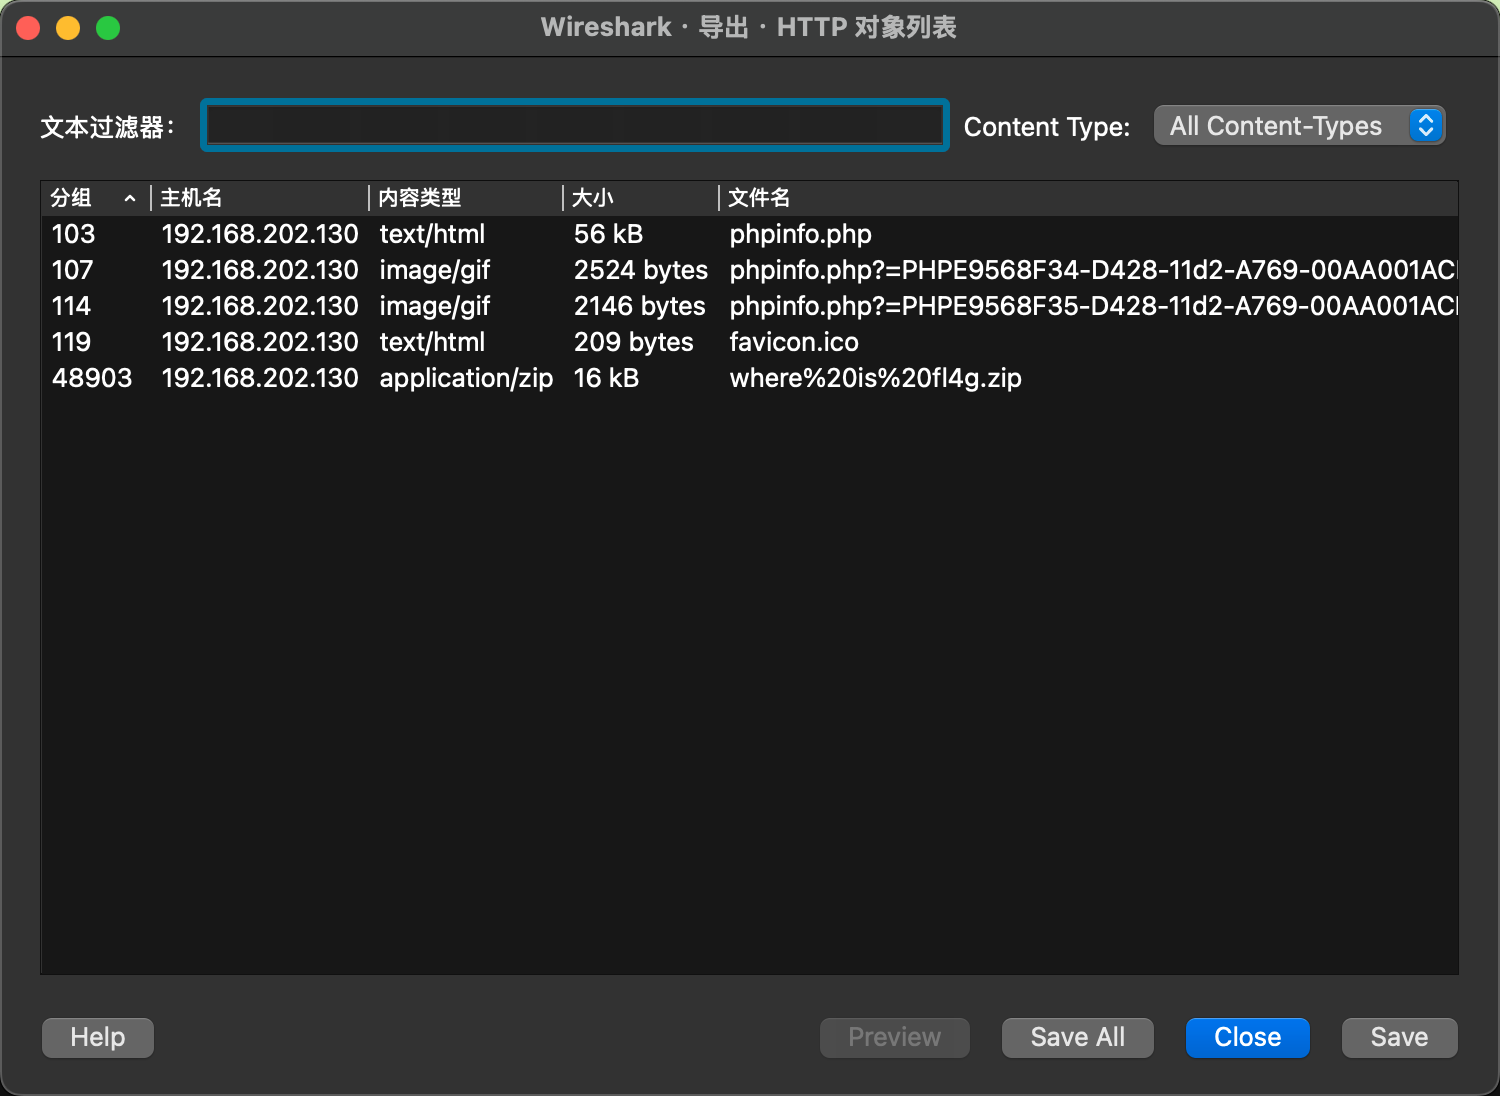 Wireshark · 导出 · HTTP 对象列表
文本过滤器： Content Type: All Content-Types
分组 主机名 内容类型 大小 文件名
103 192.168.202.130 text/html 56 kB phpinfo.php
107 192.168.202.130 image/gif 2524 bytes phpinfo.php?=PHPE9568F34-D428-11d2-A769-00AA001AC
114 192.168.202.130 image/gif 2146 bytes phpinfo.php?=PHPE9568F35-D428-11d2-A769-00AA001AC
119 192.168.202.130 text/html 209 bytes favicon.ico
48903 192.168.202.130 application/zip 16 kB where%20is%20fl4g.zip
Help Preview Save All Close Save